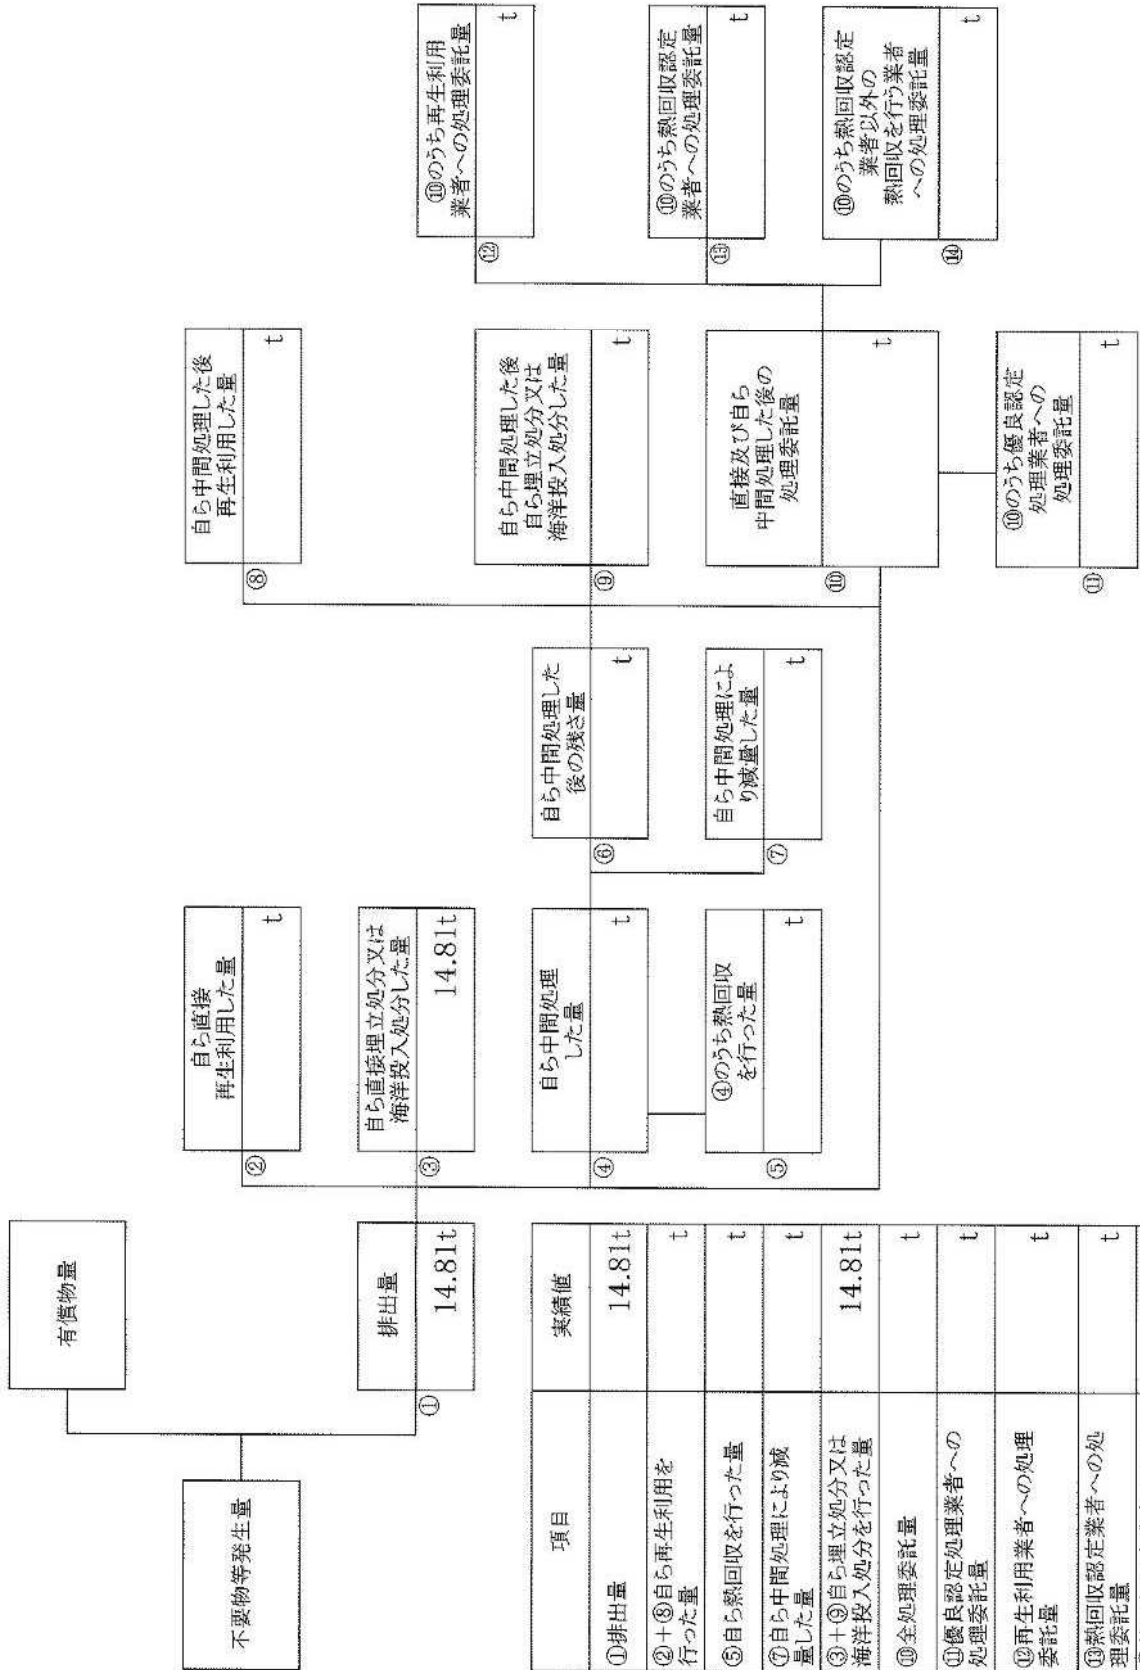 不要物等発生量
有償物量
①
排出量
14.81t
②
自ら直接
再生利用した量
t
③
自ら直接埋立処分又は
海洋投入処分した量
14.81t
④
自ら中間処理
した量
t
⑤
④のうち熱回収
を行った量
t
⑥
自ら中間処理した
後の残さ量
t
⑦
自ら中間処理によ
り減量した量
t
⑧
自ら中間処理した後
再生利用した量
t
⑨
自ら中間処理した後
自ら埋立処分又は
海洋投入処分した量
t
⑩
直接及び自ら
中間処理した後の
処理委託量
t
⑪
⑩のうち優良認定
処理業者への
処理委託量
t
⑫
⑩のうち再生利用
業者への処理委託量
t
⑬
⑩のうち熱回収認定
業者への処理委託量
t
⑭
⑩のうち熱回収認定
業者以外の
熱回収を行う業者
への処理委託量
t
項目 実績値
①排出量 14.81t
②+⑧自ら再生利用を
行った量 t
⑤自ら熱回収を行った量 t
⑦自ら中間処理により減
量した量 t
③+⑨自ら埋立処分又は
海洋投入処分を行った量 14.81t
⑩全処理委託量 t
⑪優良認定処理業者への
処理委託量 t
⑫再生利用業者への処理
委託量 t
⑬熱回収認定業者への処
理委託量 t